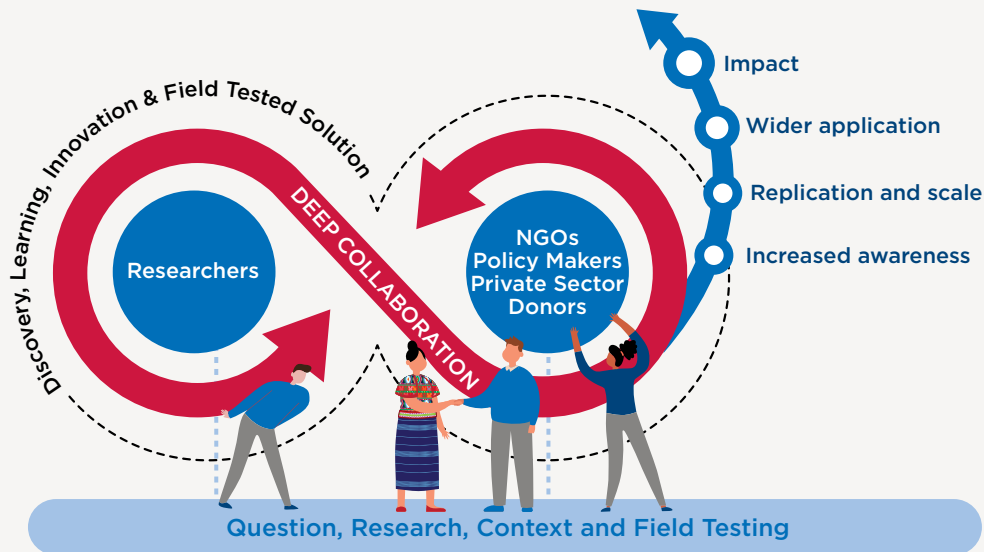 Discovery, Learning, Innovation & Field Tested Solution
Researchers
DEEP COLLABORATION
NGOs
Policy Makers
Private Sector
Donors
Impact
Wider application
Replication and scale
Increased awareness
Question, Research, Context and Field Testing